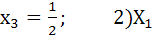 x₃ = 1/2;  2)X₁